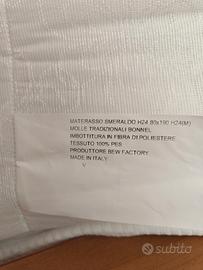 MATERASSO SMERALDO H24 80x190 H24(M)
MOLLE TRADIZIONALI BONNEL
IMBOTTITURA IN FIBRA DI POLIESTERE
TESSUTO 100% PES
PRODUTTORE BEW FACTORY
MADE IN ITALY
V
subito